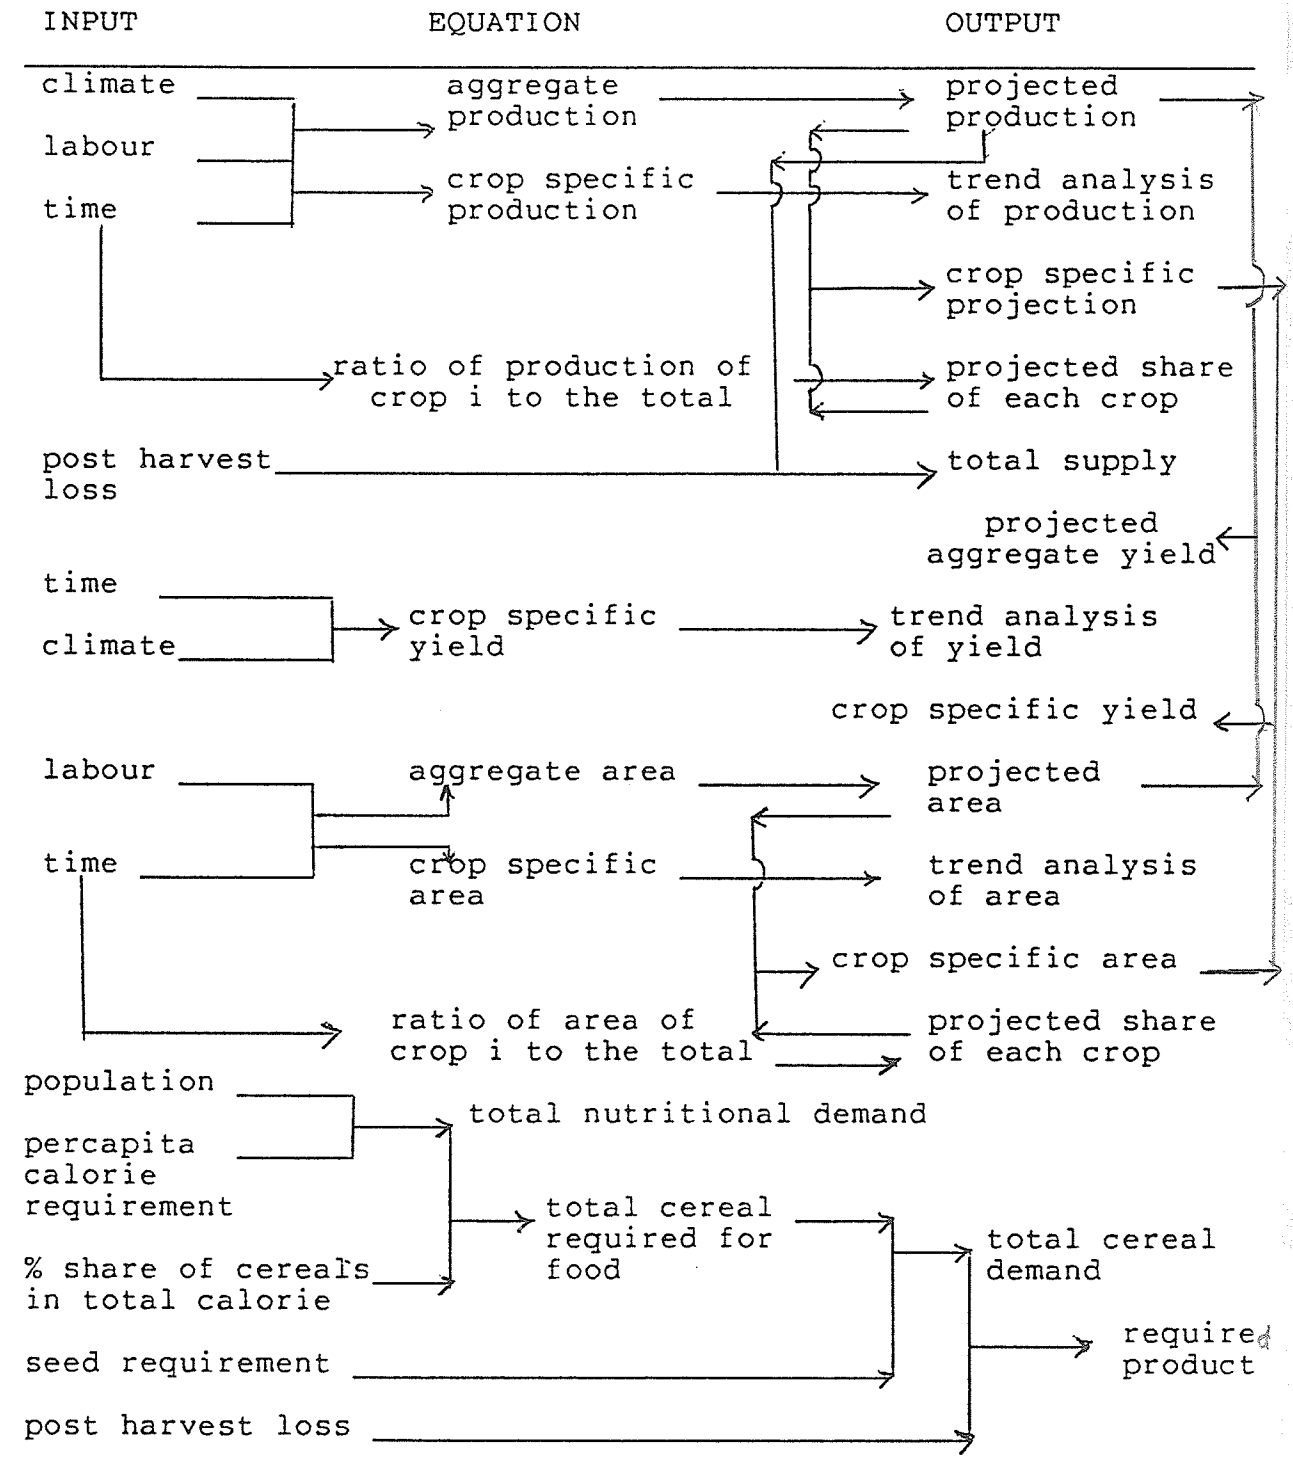 INPUT EQUATION OUTPUT
climate aggregate projected
production production
labour
crop specific trend analysis
time production of production
crop specific
projection
ratio of production of projected share
crop i to the total of each crop
post harvest total supply
loss
projected
aggregate yield
time
crop specific trend analysis
climate yield of yield
crop specific yield
labour aggregate area projected
area
time crop specific trend analysis
area of area
crop specific area
ratio of area of projected share
crop i to the total of each crop
population
total nutritional demand
percapita
calorie
requirement total cereal
required for total cereal
% share of cereals food demand
in total calorie
required
seed requirement product
post harvest loss